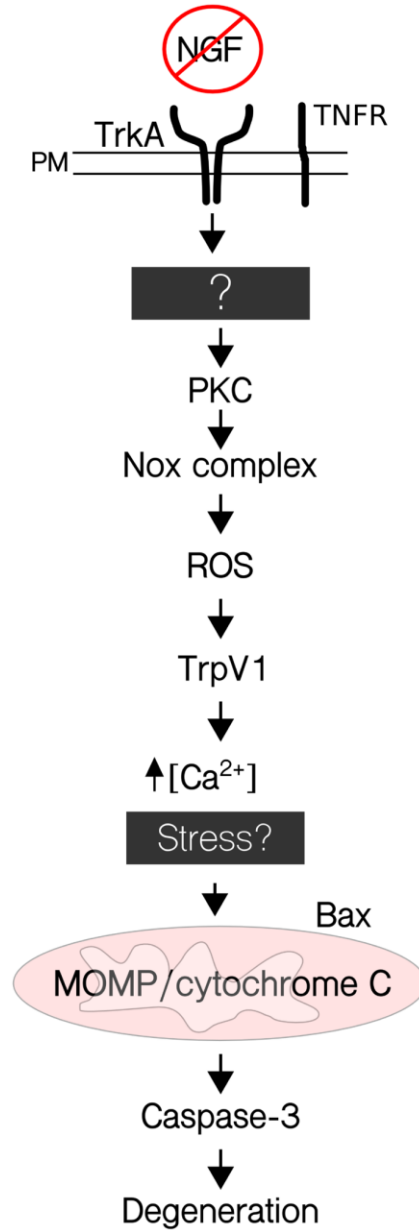 NGF
TNFR
TrkA
PM
?
PKC
Nox complex
ROS
TrpV1
[Ca²⁺]
Stress?
Bax
MOMP/cytochrome C
Caspase-3
Degeneration